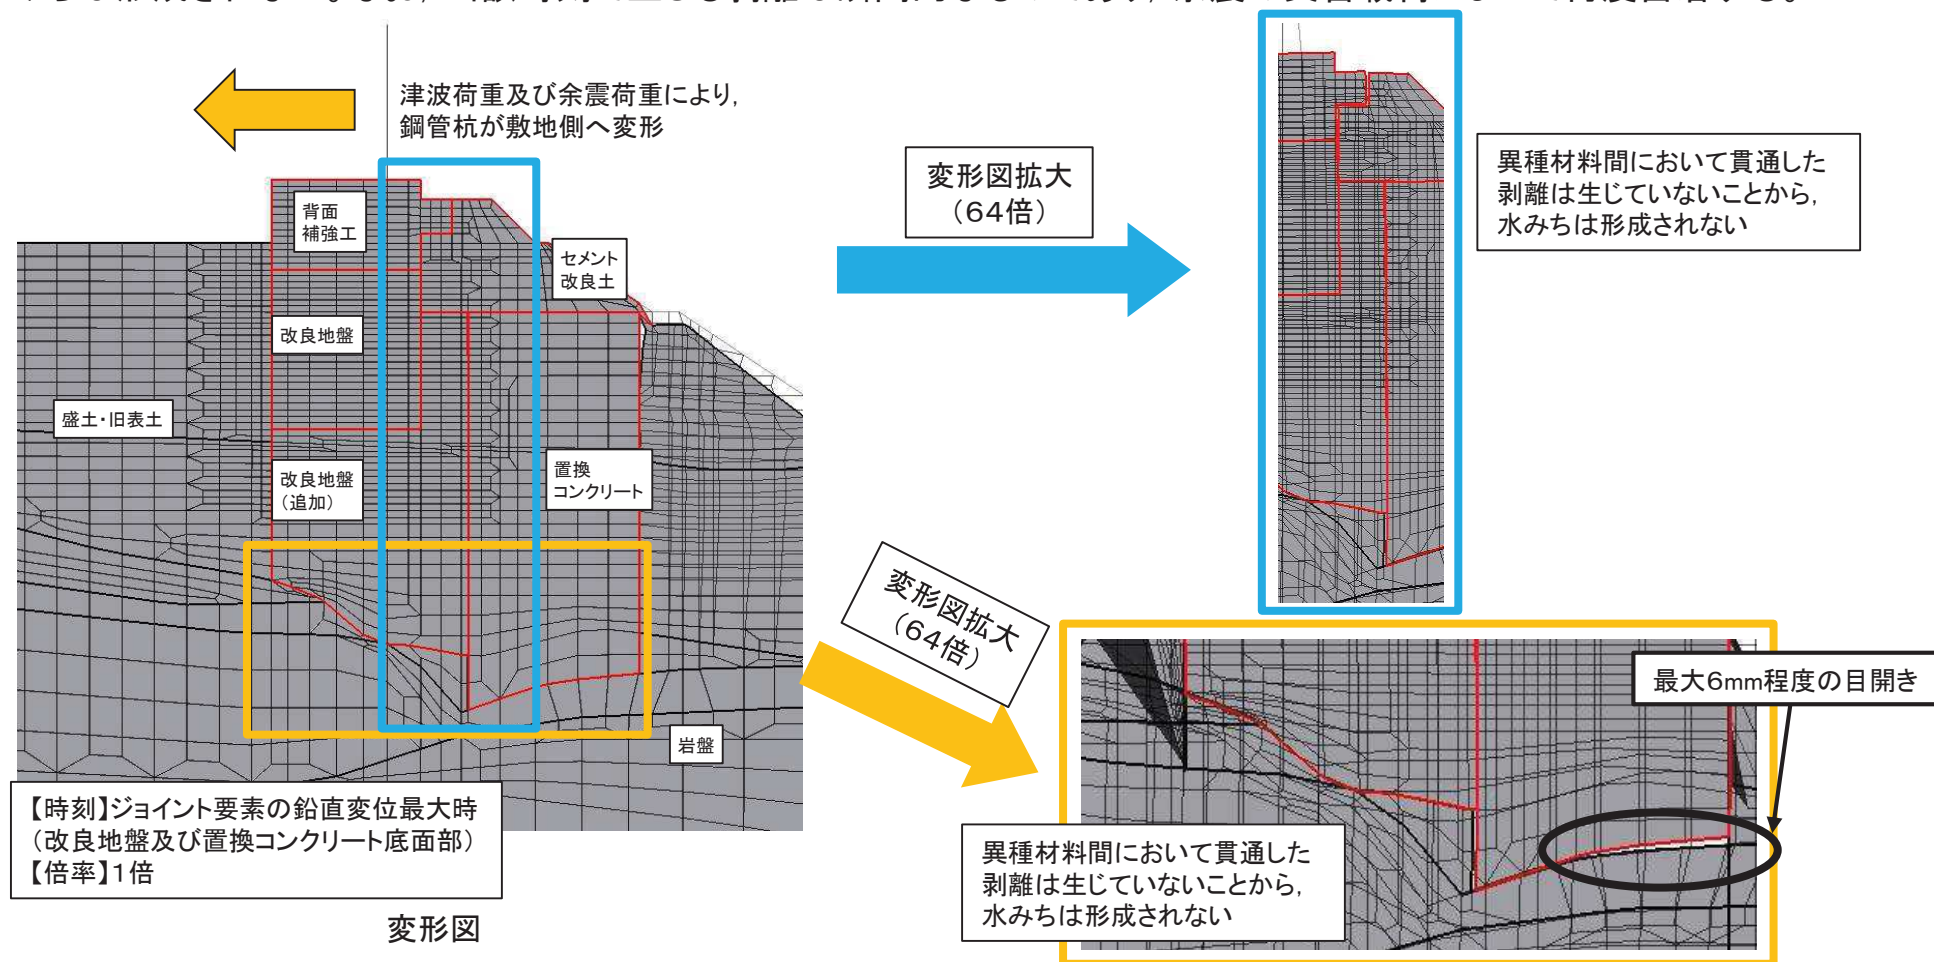 津波荷重及び余震荷重により,
鋼管杭が敷地側へ変形
背面
補強工
セメント
改良土
改良地盤
盛土・旧表土
改良地盤
(追加)
置換
コンクリート
岩盤
【時刻】ジョイント要素の鉛直変位最大時
(改良地盤及び置換コンクリート底面部)
【倍率】1倍
変形図
変形図拡大
(64倍)
異種材料間において貫通した
剥離は生じていないことから,
水みちは形成されない
変形図拡大
(64倍)
最大6mm程度の目開き
異種材料間において貫通した
剥離は生じていないことから,
水みちは形成されない